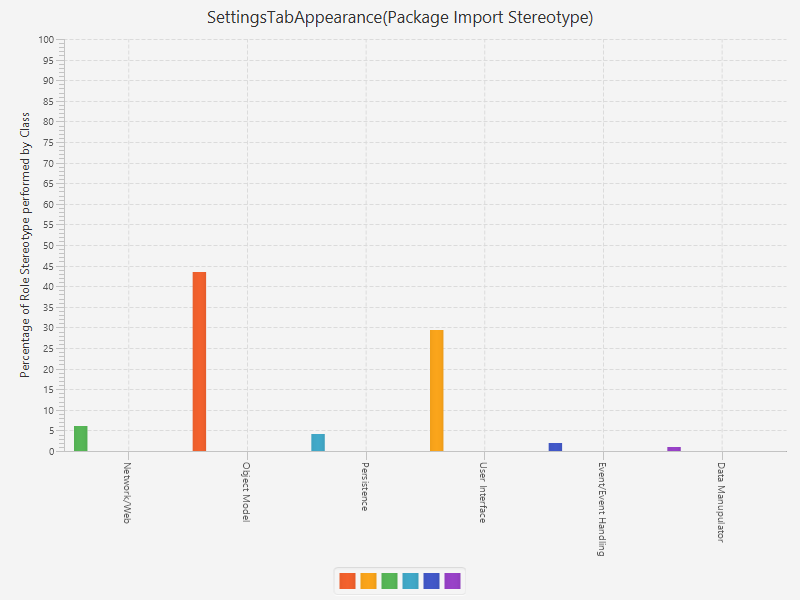 SettingsTabAppearance(Package Import Stereotype)
Percentage of Role Stereotype performed by Class
100
95
90
85
80
75
70
65
60
55
50
45
40
35
30
25
20
15
10
5
0
Network/Web
Object Model
Persistence
User Interface
Event/Event Handling
Data Manupulator